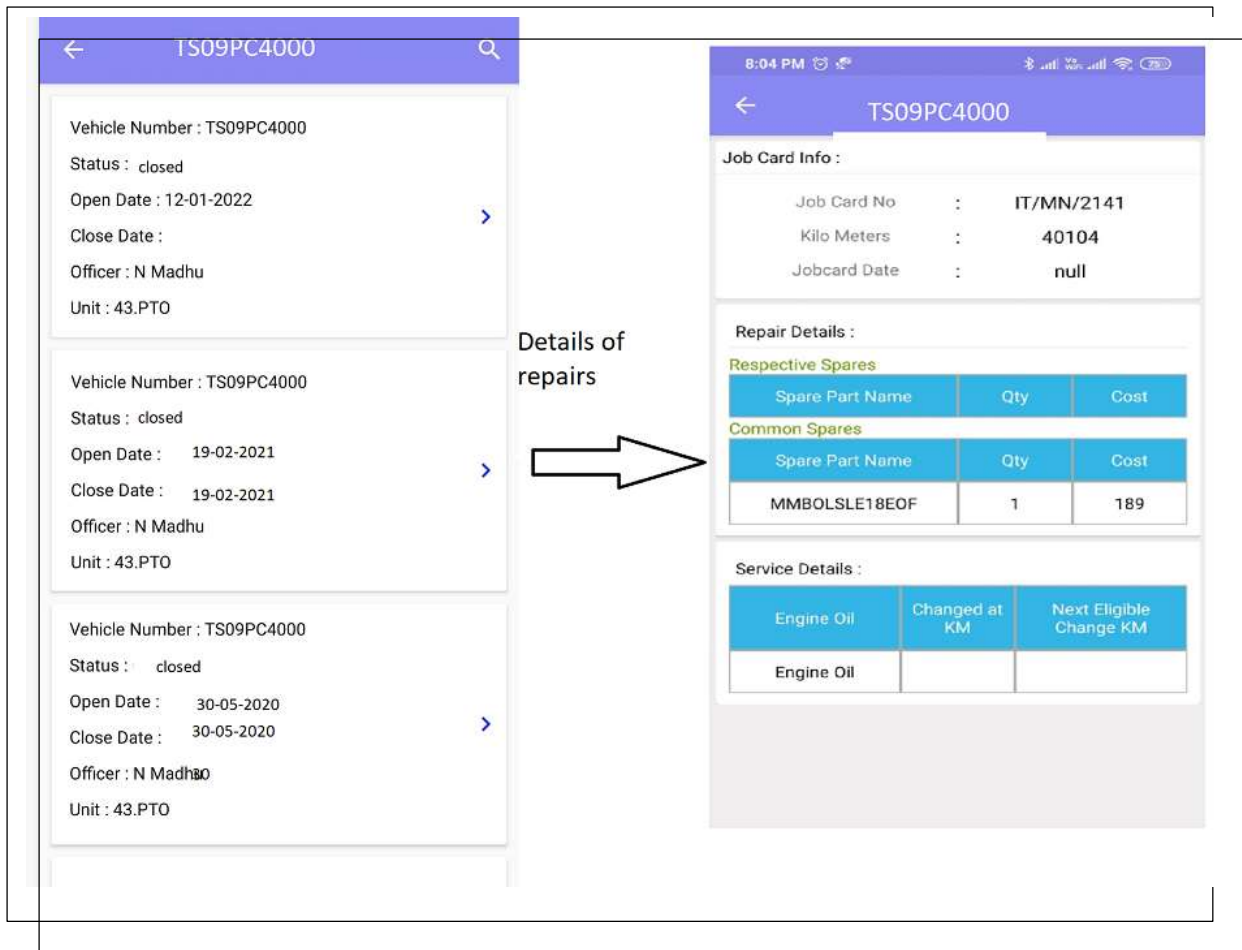 TS09PC4000
Vehicle Number : TS09PC4000
Status : closed
Open Date : 12-01-2022
Close Date :
Officer : N Madhu
Unit : 43.PTO
Vehicle Number : TS09PC4000
Status : closed
Open Date : 19-02-2021
Close Date : 19-02-2021
Officer : N Madhu
Unit : 43.PTO
Vehicle Number : TS09PC4000
Status : closed
Open Date : 30-05-2020
Close Date : 30-05-2020
Officer : N Madhu
Unit : 43.PTO
Details of
repairs
8:04 PM
TS09PC4000
Job Card Info :
Job Card No : IT/MN/2141
Kilo Meters : 40104
Jobcard Date : null
Repair Details :
Respective Spares
Spare Part Name Qty Cost
Common Spares
Spare Part Name Qty Cost
MMBOLSLE18EOF 1 189
Service Details :
Engine Oil Changed at KM Next Eligible Change KM
Engine Oil